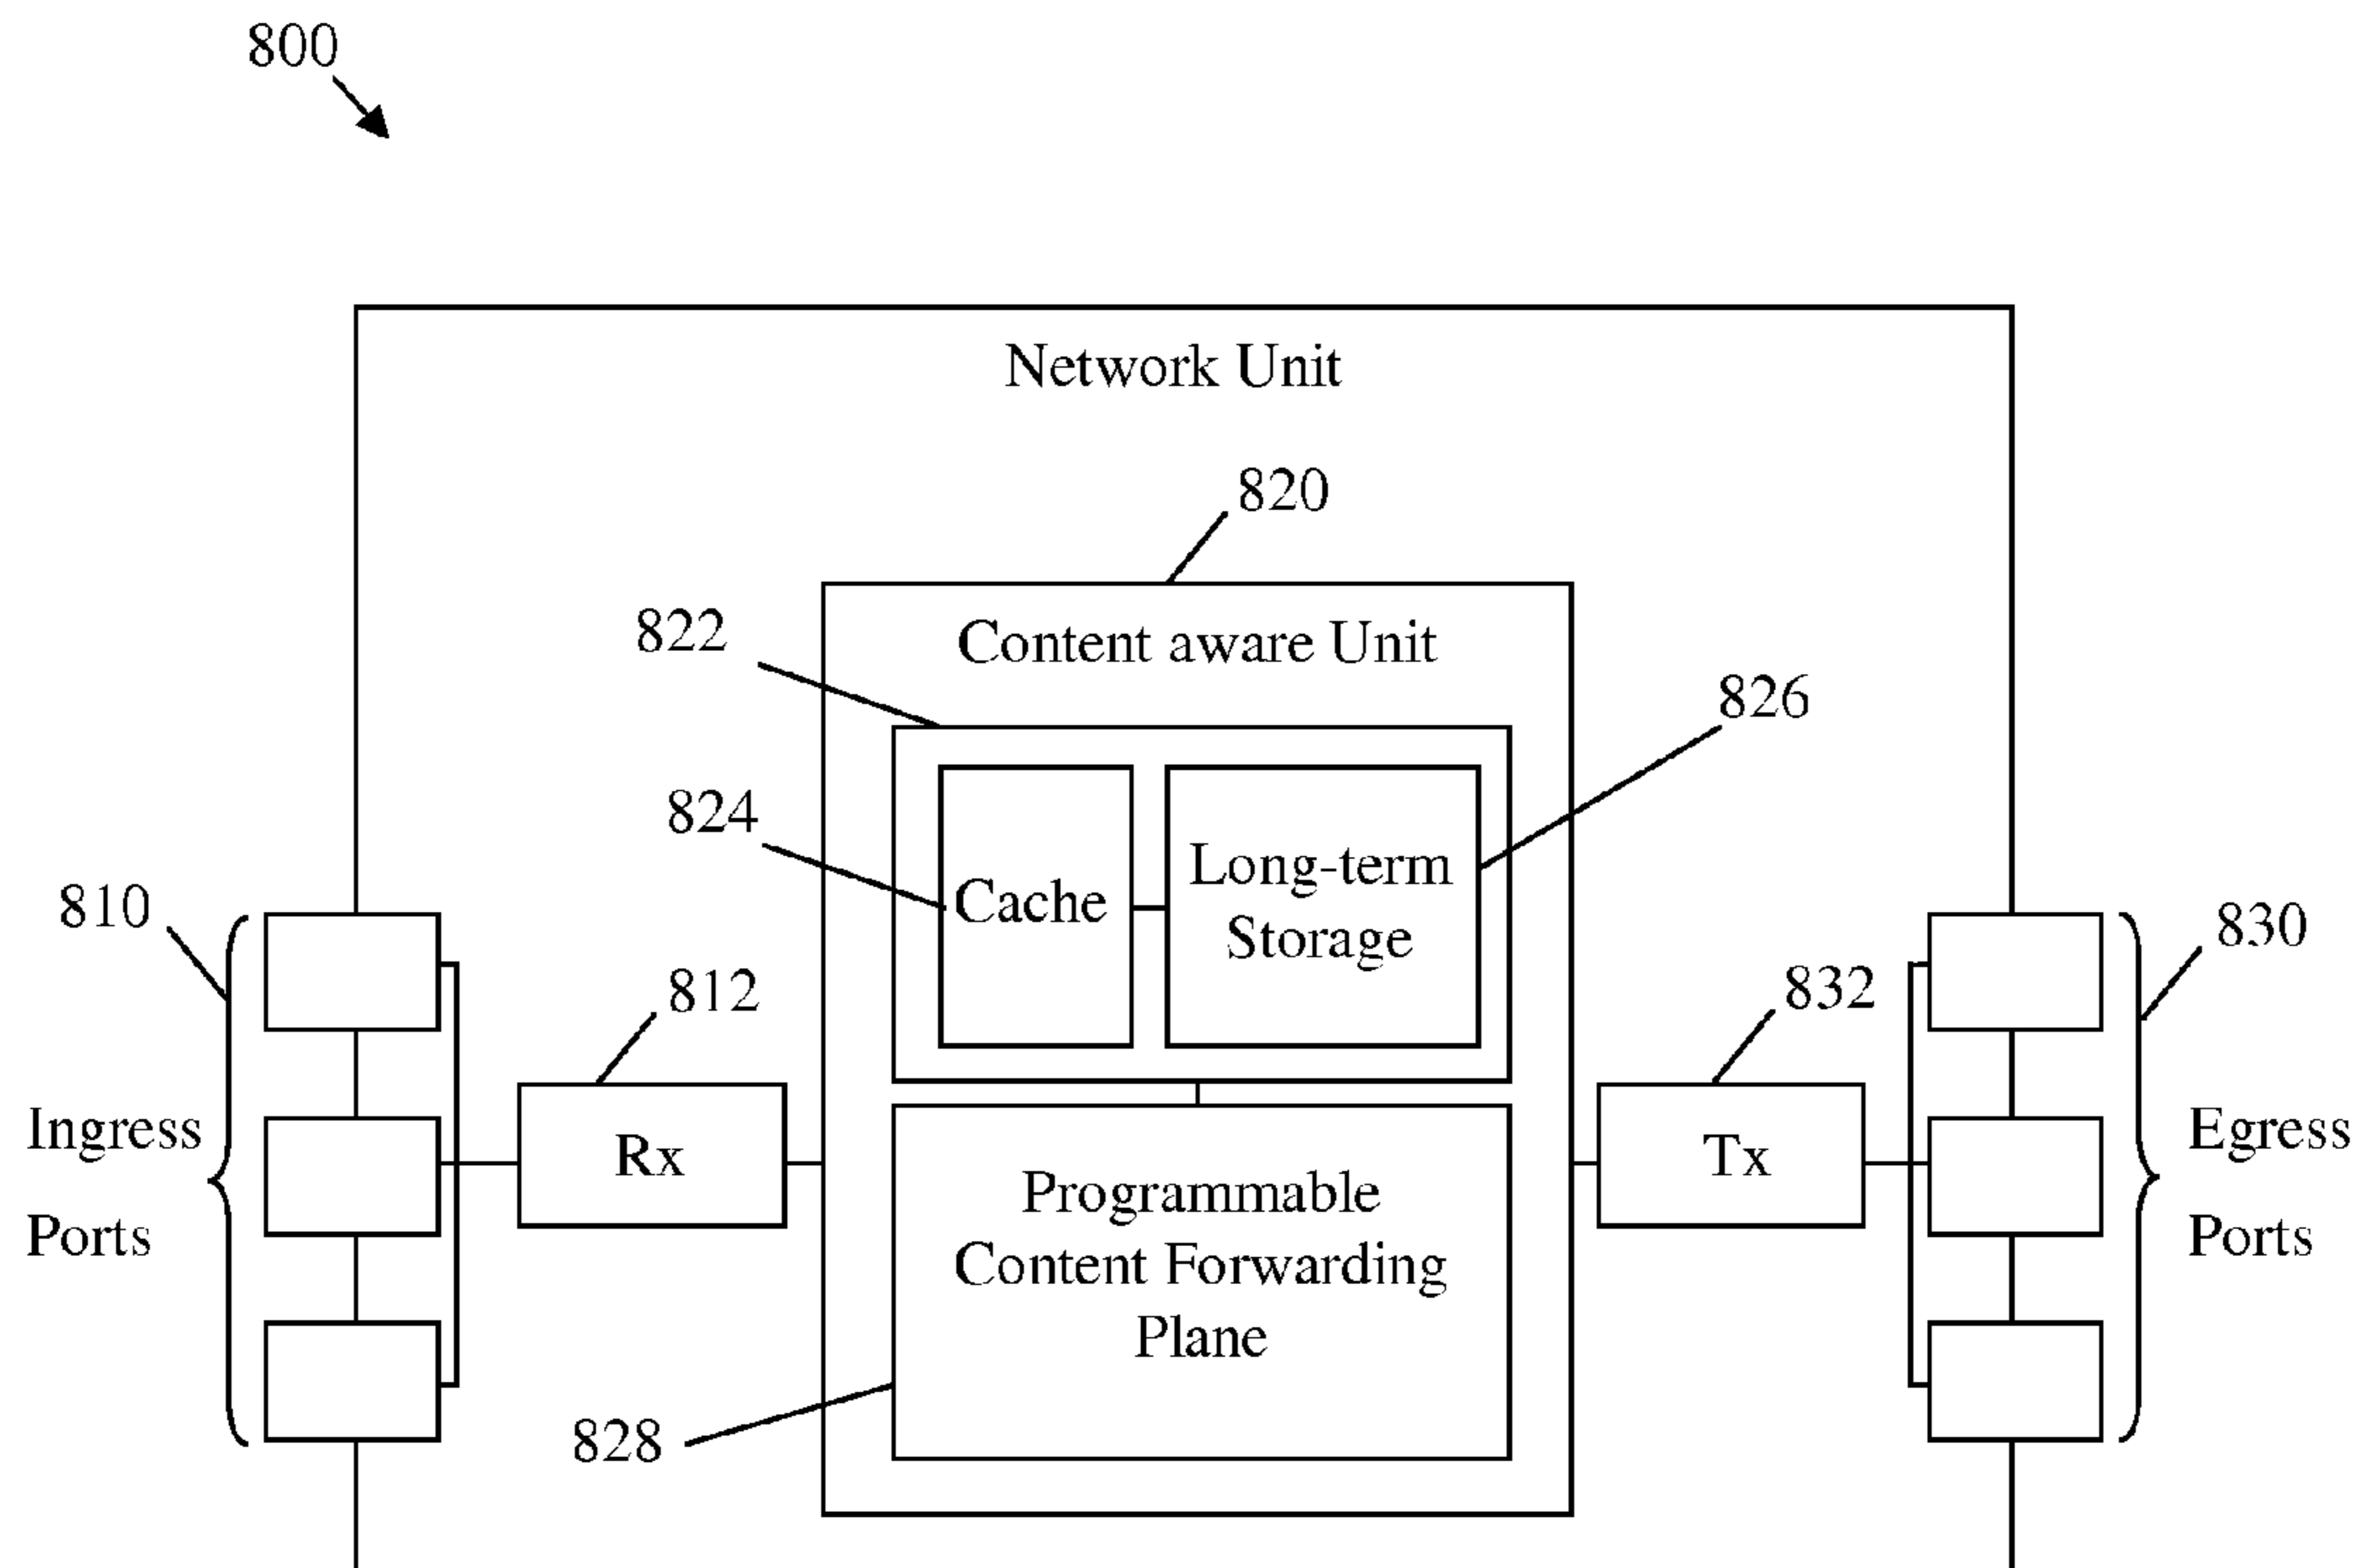 800
Network Unit
820
822
Content aware Unit
826
824
Cache
Long-term
Storage
810
812
832
830
Ingress
Ports
Rx
Tx
Egress
Ports
Programmable
Content Forwarding
Plane
828